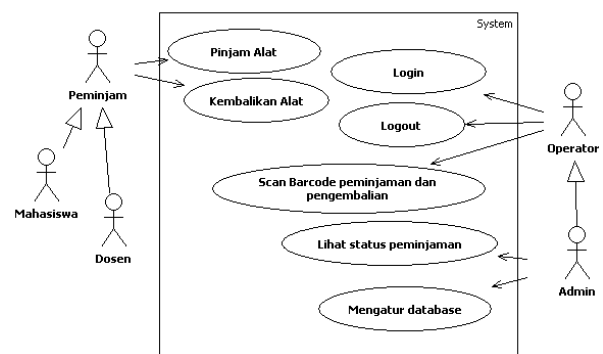 System
Pinjam Alat
Login
Peminjam
Kembalikan Alat
Logout
Operator
Scan Barcode peminjaman dan
pengembalian
Mahasiswa
Lihat status peminjaman
Dosen
Admin
Mengatur database